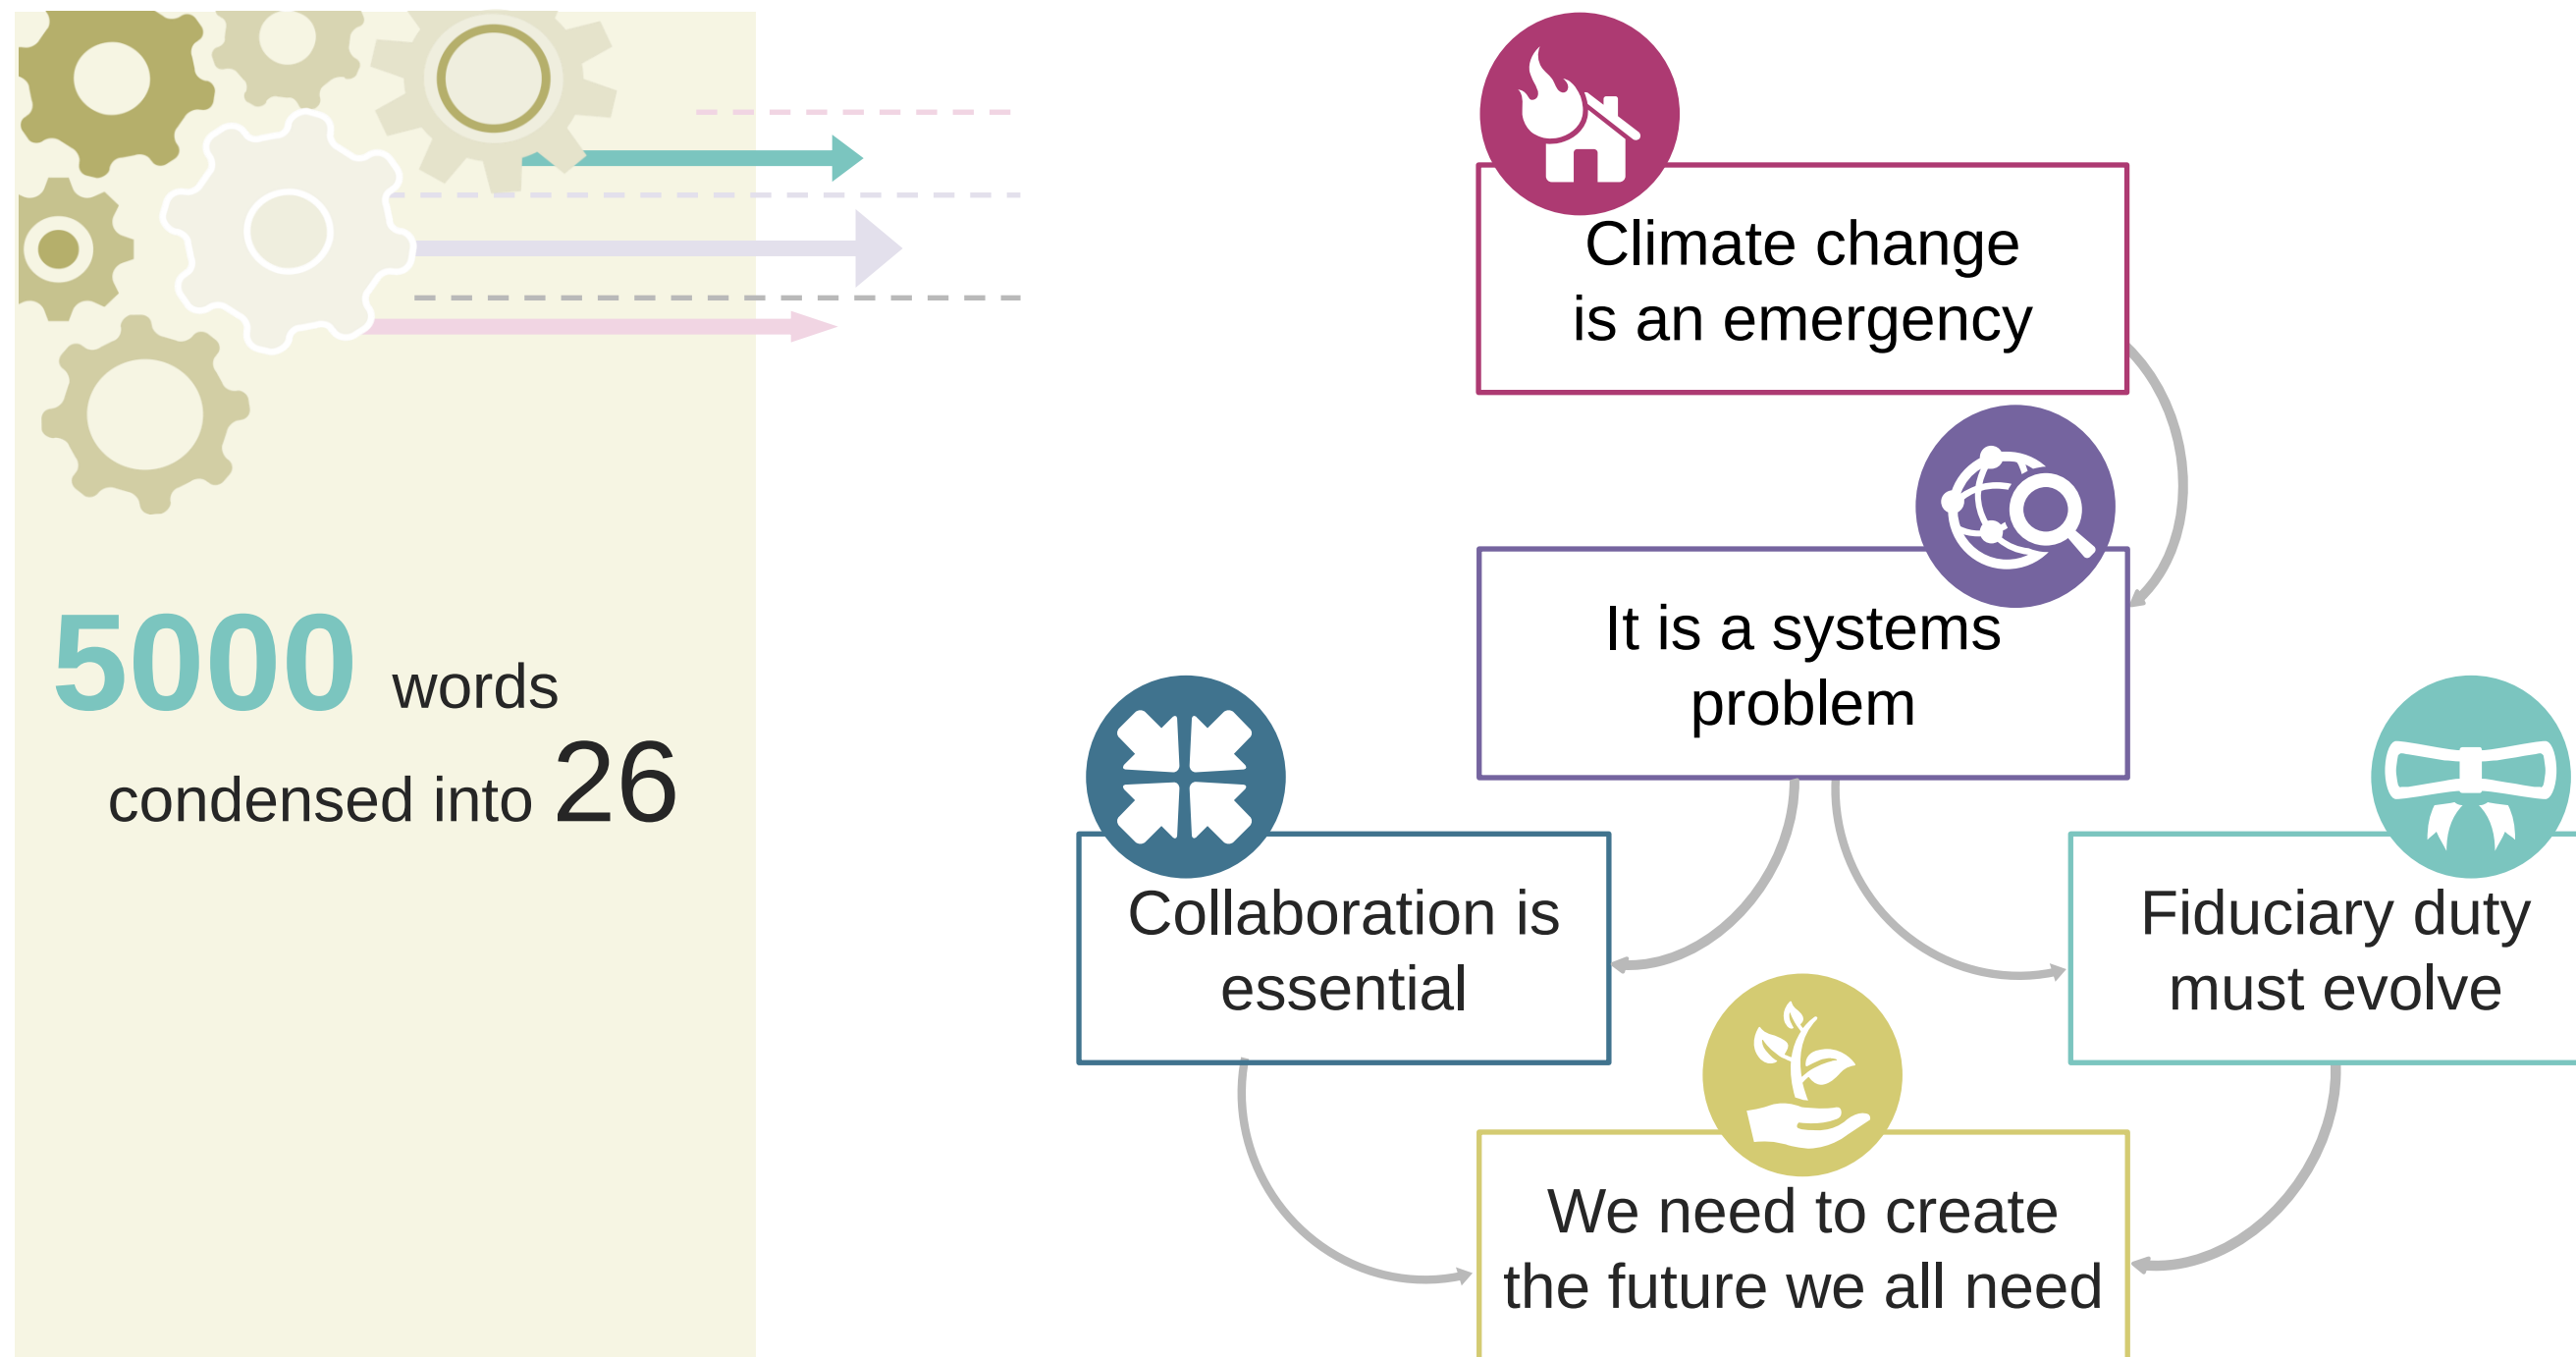 5000 words
condensed into 26
Climate change
is an emergency
It is a systems
problem
Collaboration is
essential
Fiduciary duty
must evolve
We need to create
the future we all need